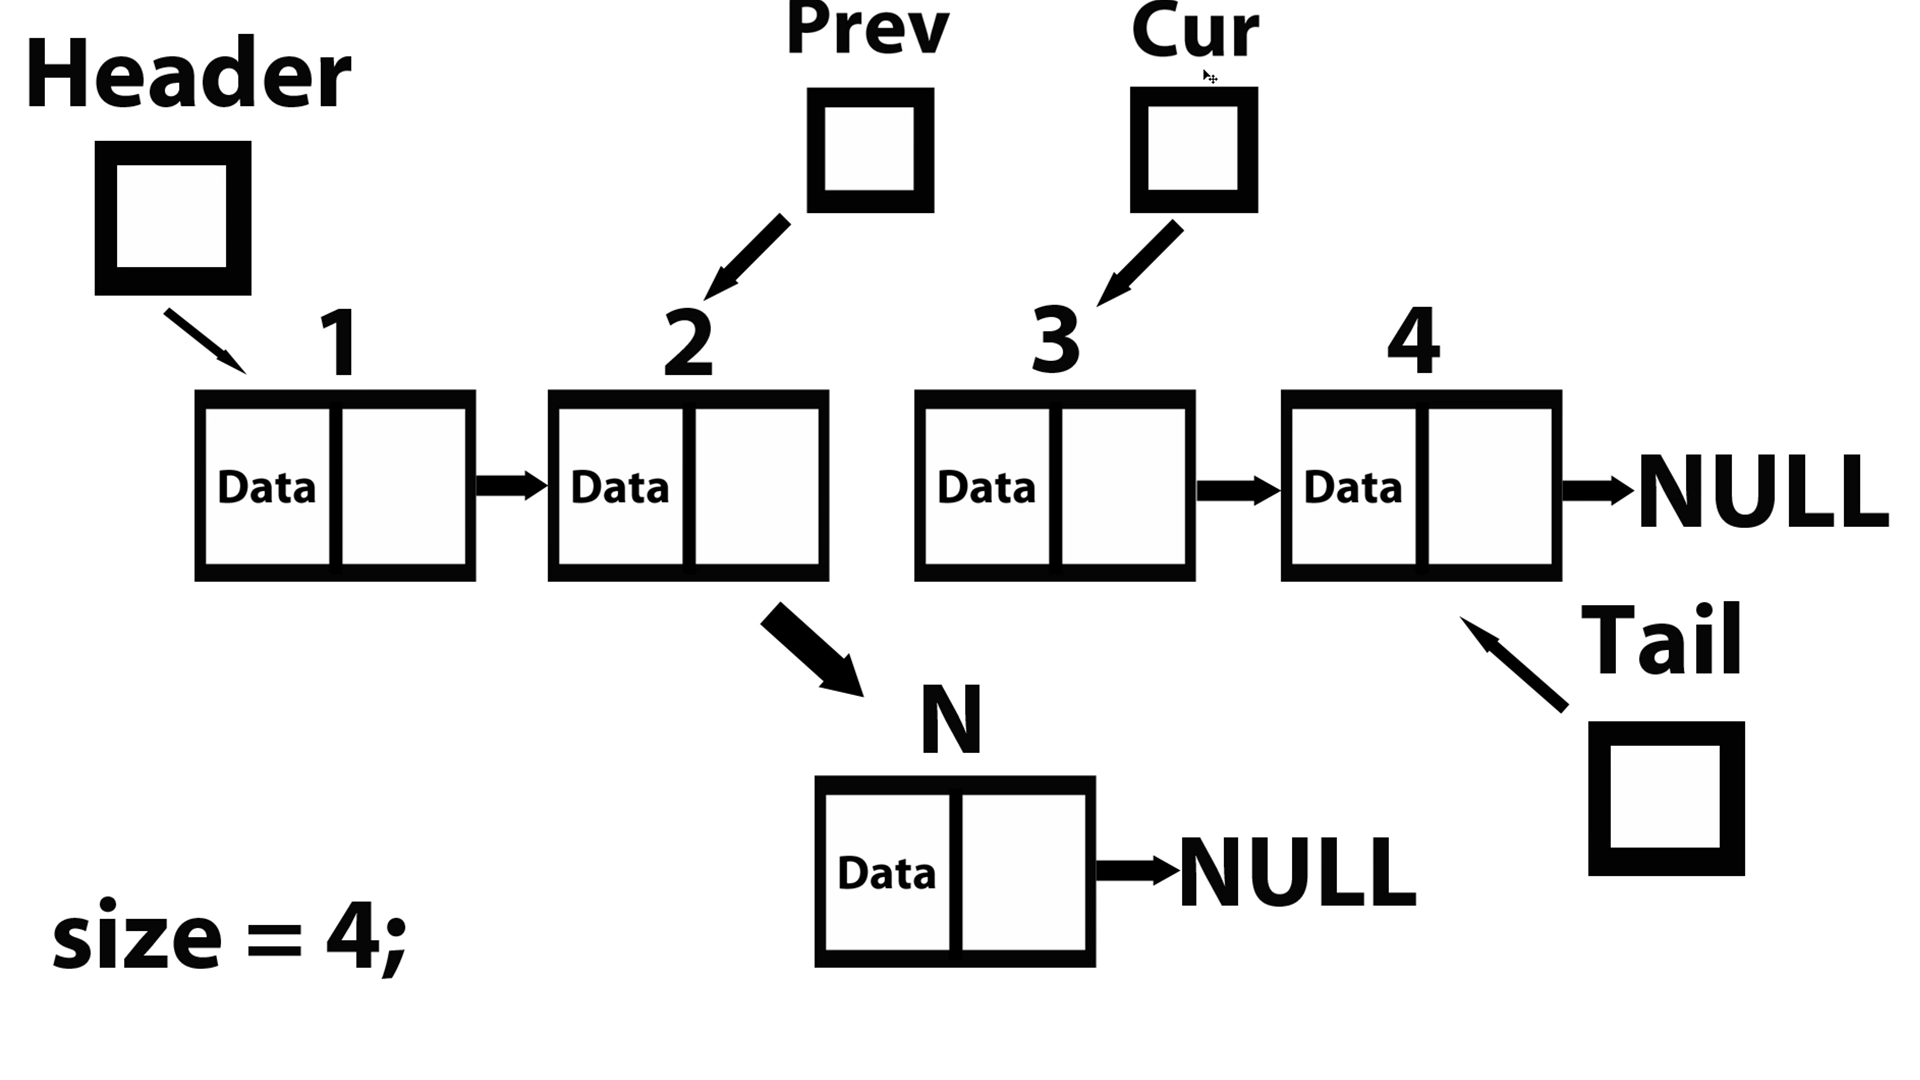 Header
Prev
Cur
1
2
3
4
Data
Data
Data
Data
NULL
Tail
N
Data
NULL
size = 4;